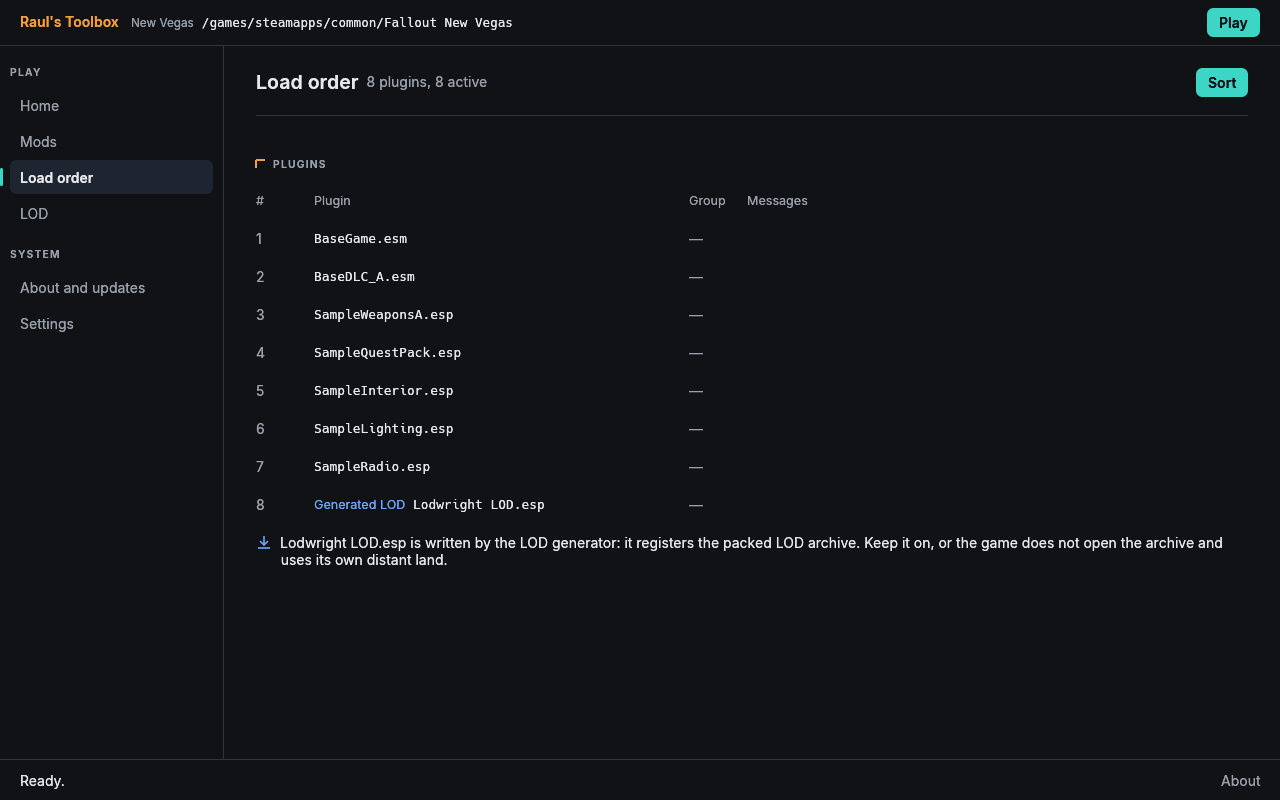 Raul's Toolbox New Vegas /games/steamapps/common/Fallout New Vegas Play
PLAY
Home
Mods
Load order
LOD
SYSTEM
About and updates
Settings
Load order 8 plugins, 8 active Sort
PLUGINS
# Plugin Group Messages
1 BaseGame.esm —
2 BaseDLC_A.esm —
3 SampleWeaponsA.esp —
4 SampleQuestPack.esp —
5 SampleInterior.esp —
6 SampleLighting.esp —
7 SampleRadio.esp —
8 Generated LOD Lodwright LOD.esp —
Lodwright LOD.esp is written by the LOD generator: it registers the packed LOD archive. Keep it on, or the game does not open the archive and
uses its own distant land.
Ready. About